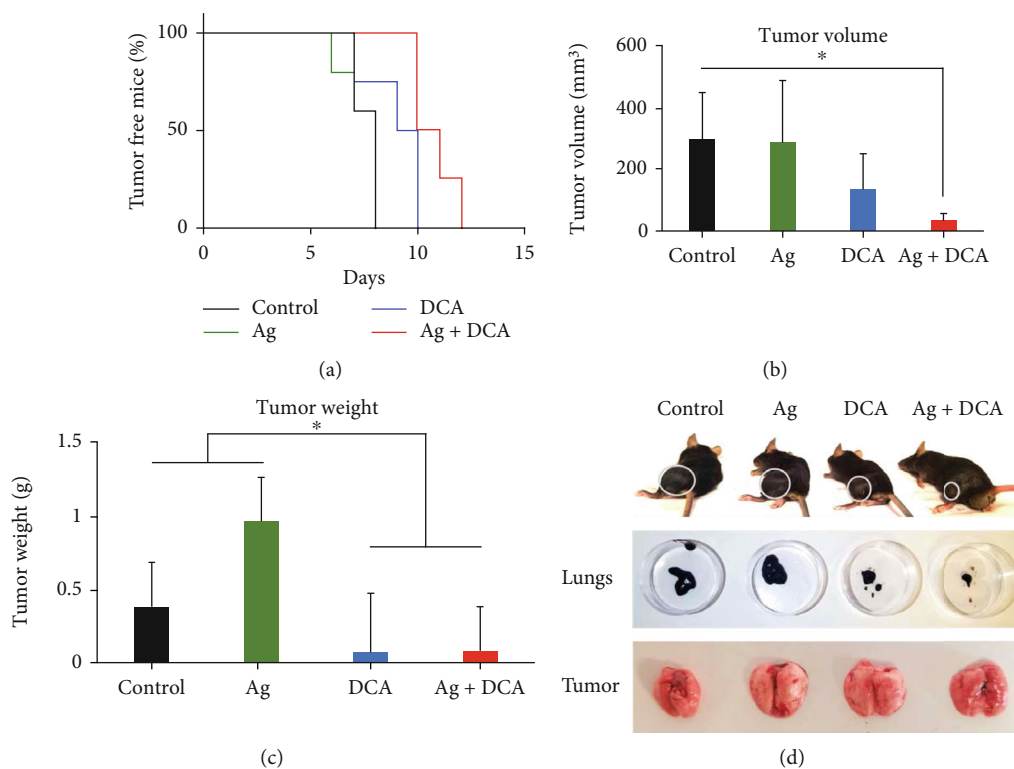 Tumor free mice (%)
100
50
0
0 5 10 15
Days
Control
DCA
Ag
Ag + DCA
(a)
Tumor volume
*
Tumor volume (mm³)
600
400
200
0
Control Ag DCA Ag + DCA
(b)
Tumor weight
*
Tumor weight (g)
1.5
1
0.5
0
Control Ag DCA Ag + DCA
(c)
Control Ag DCA Ag + DCA
Lungs
Tumor
(d)